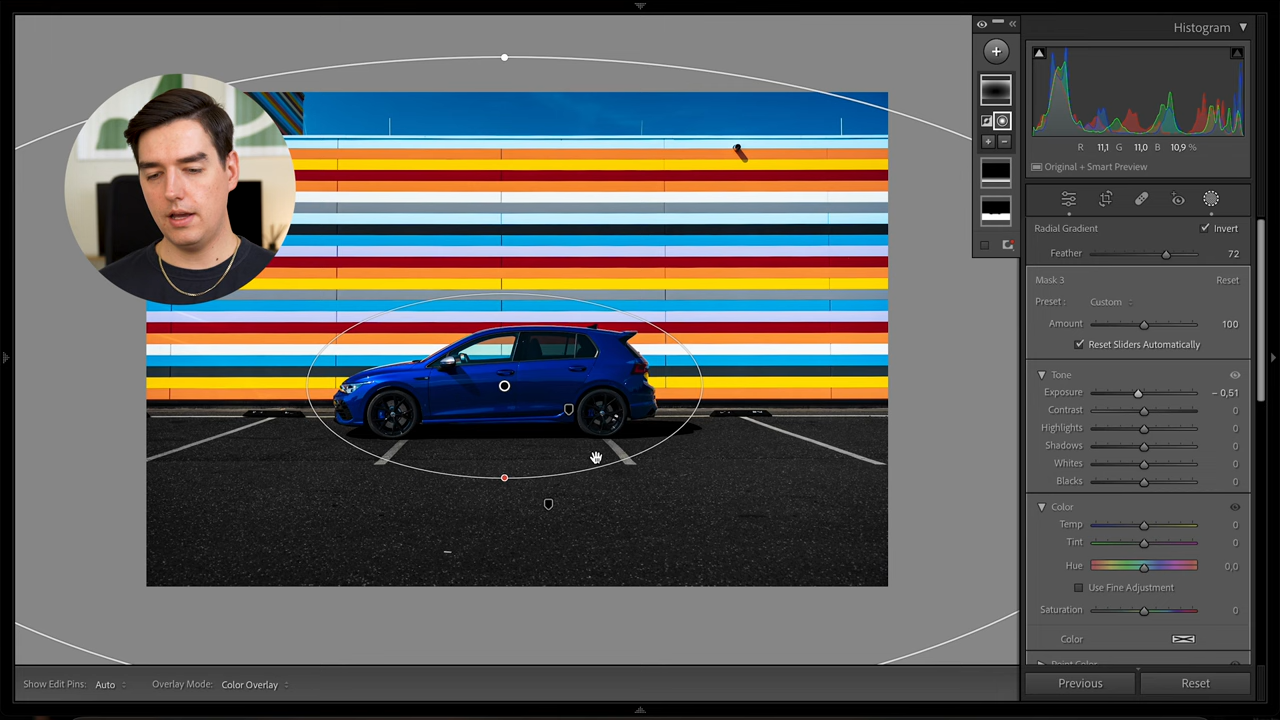 Histogram
R 11,1 G 11,0 B 10,9 %
Original + Smart Preview
Radial Gradient Invert
Feather 72
Mask 3 Reset
Preset : Custom
Amount 100
Reset Sliders Automatically
Tone
Exposure – 0,51
Contrast 0
Highlights 0
Shadows 0
Whites 0
Blacks 0
Color
Temp 0
Tint 0
Hue 0,0
Use Fine Adjustment
Saturation 0
Color
Point Color
Show Edit Pins: Auto Overlay Mode: Color Overlay
Previous Reset